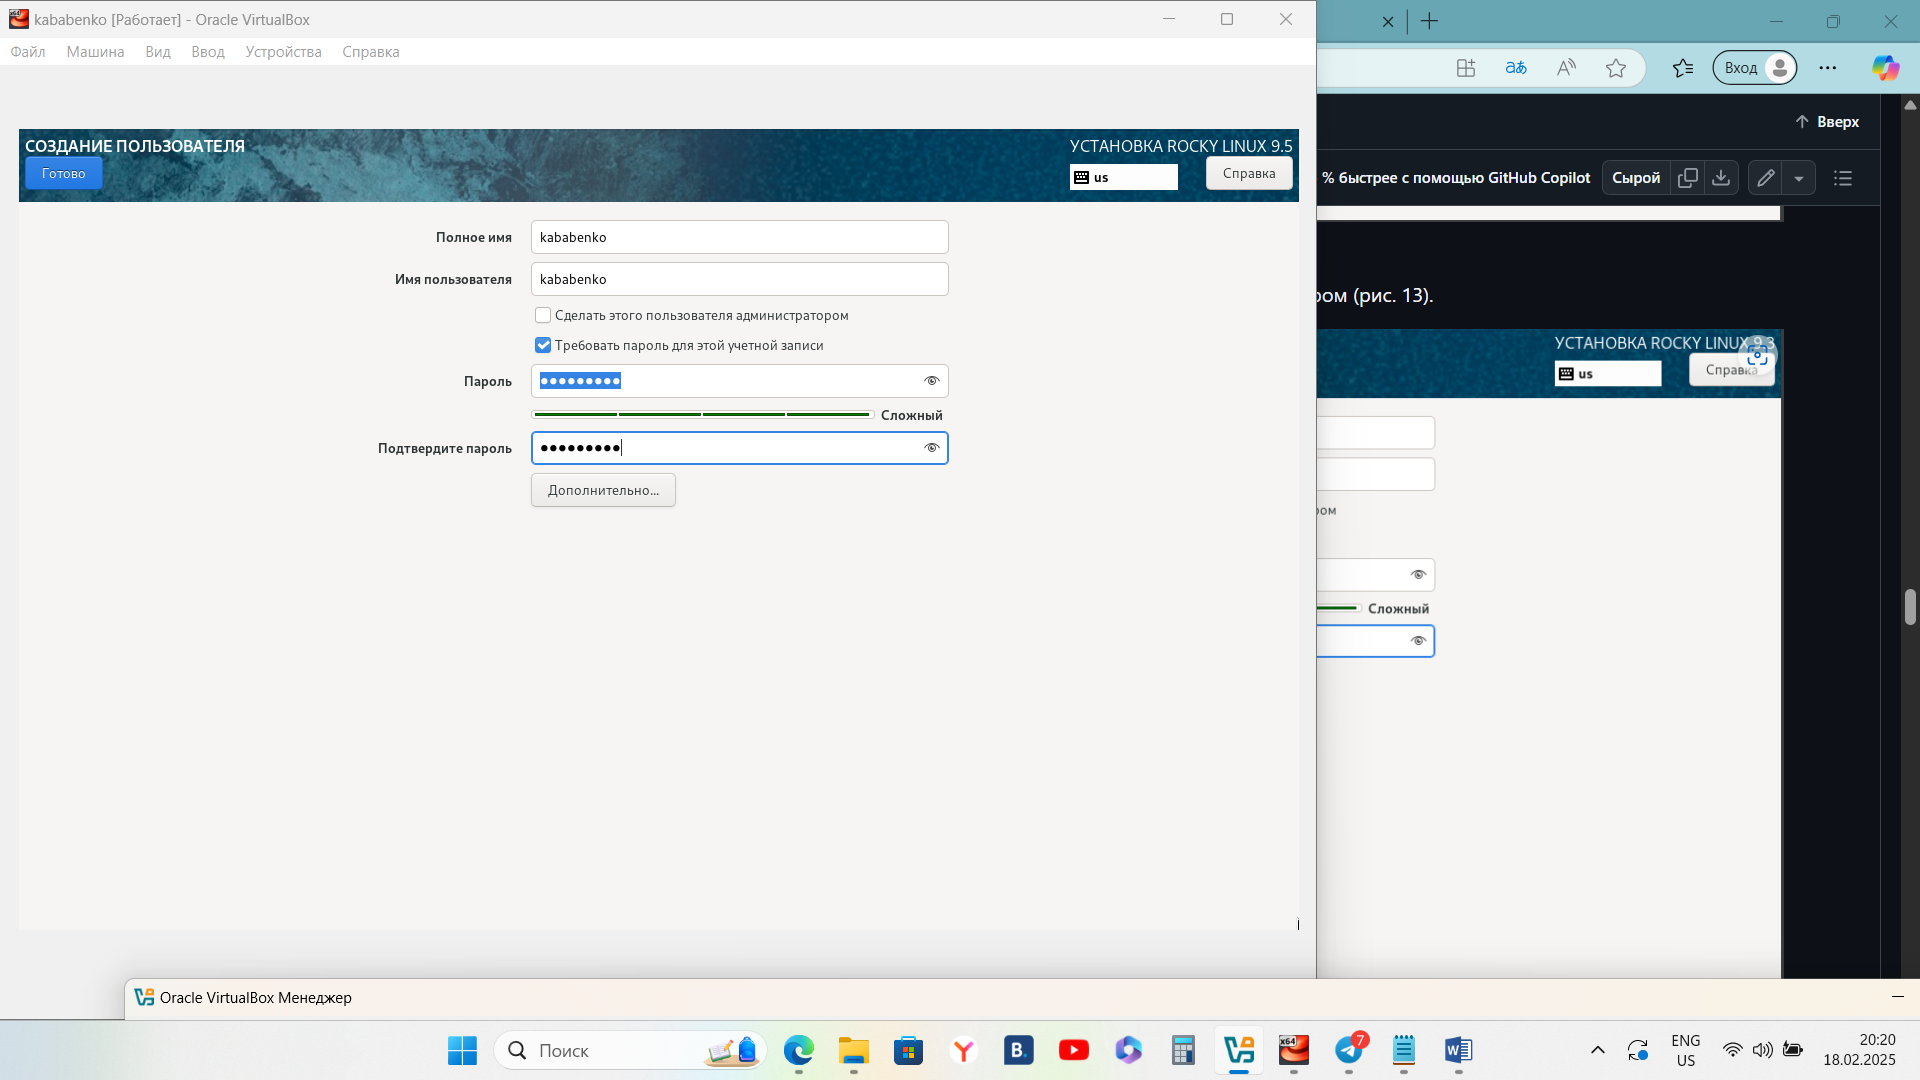 kababenko [Работает] - Oracle VirtualBox
Файл Машина Вид Ввод Устройства Справка
Вход
СОЗДАНИЕ ПОЛЬЗОВАТЕЛЯ
УСТАНОВКА ROCKY LINUX 9.5
Готово
us
Справка
Вверх
% быстрее с помощью GitHub Copilot
Сырой
Полное имя kababenko
Имя пользователя kababenko
Сделать этого пользователя администратором
Требовать пароль для этой учетной записи
Пароль ●●●●●●●●●
Сложный
Подтвердите пароль ●●●●●●●●●
Дополнительно...
ром (рис. 13).
УСТАНОВКА ROCKY LINUX 9.3
us
Справка
ром
Сложный
Oracle VirtualBox Менеджер
Поиск
7
ENG
US
20:20
18.02.2025